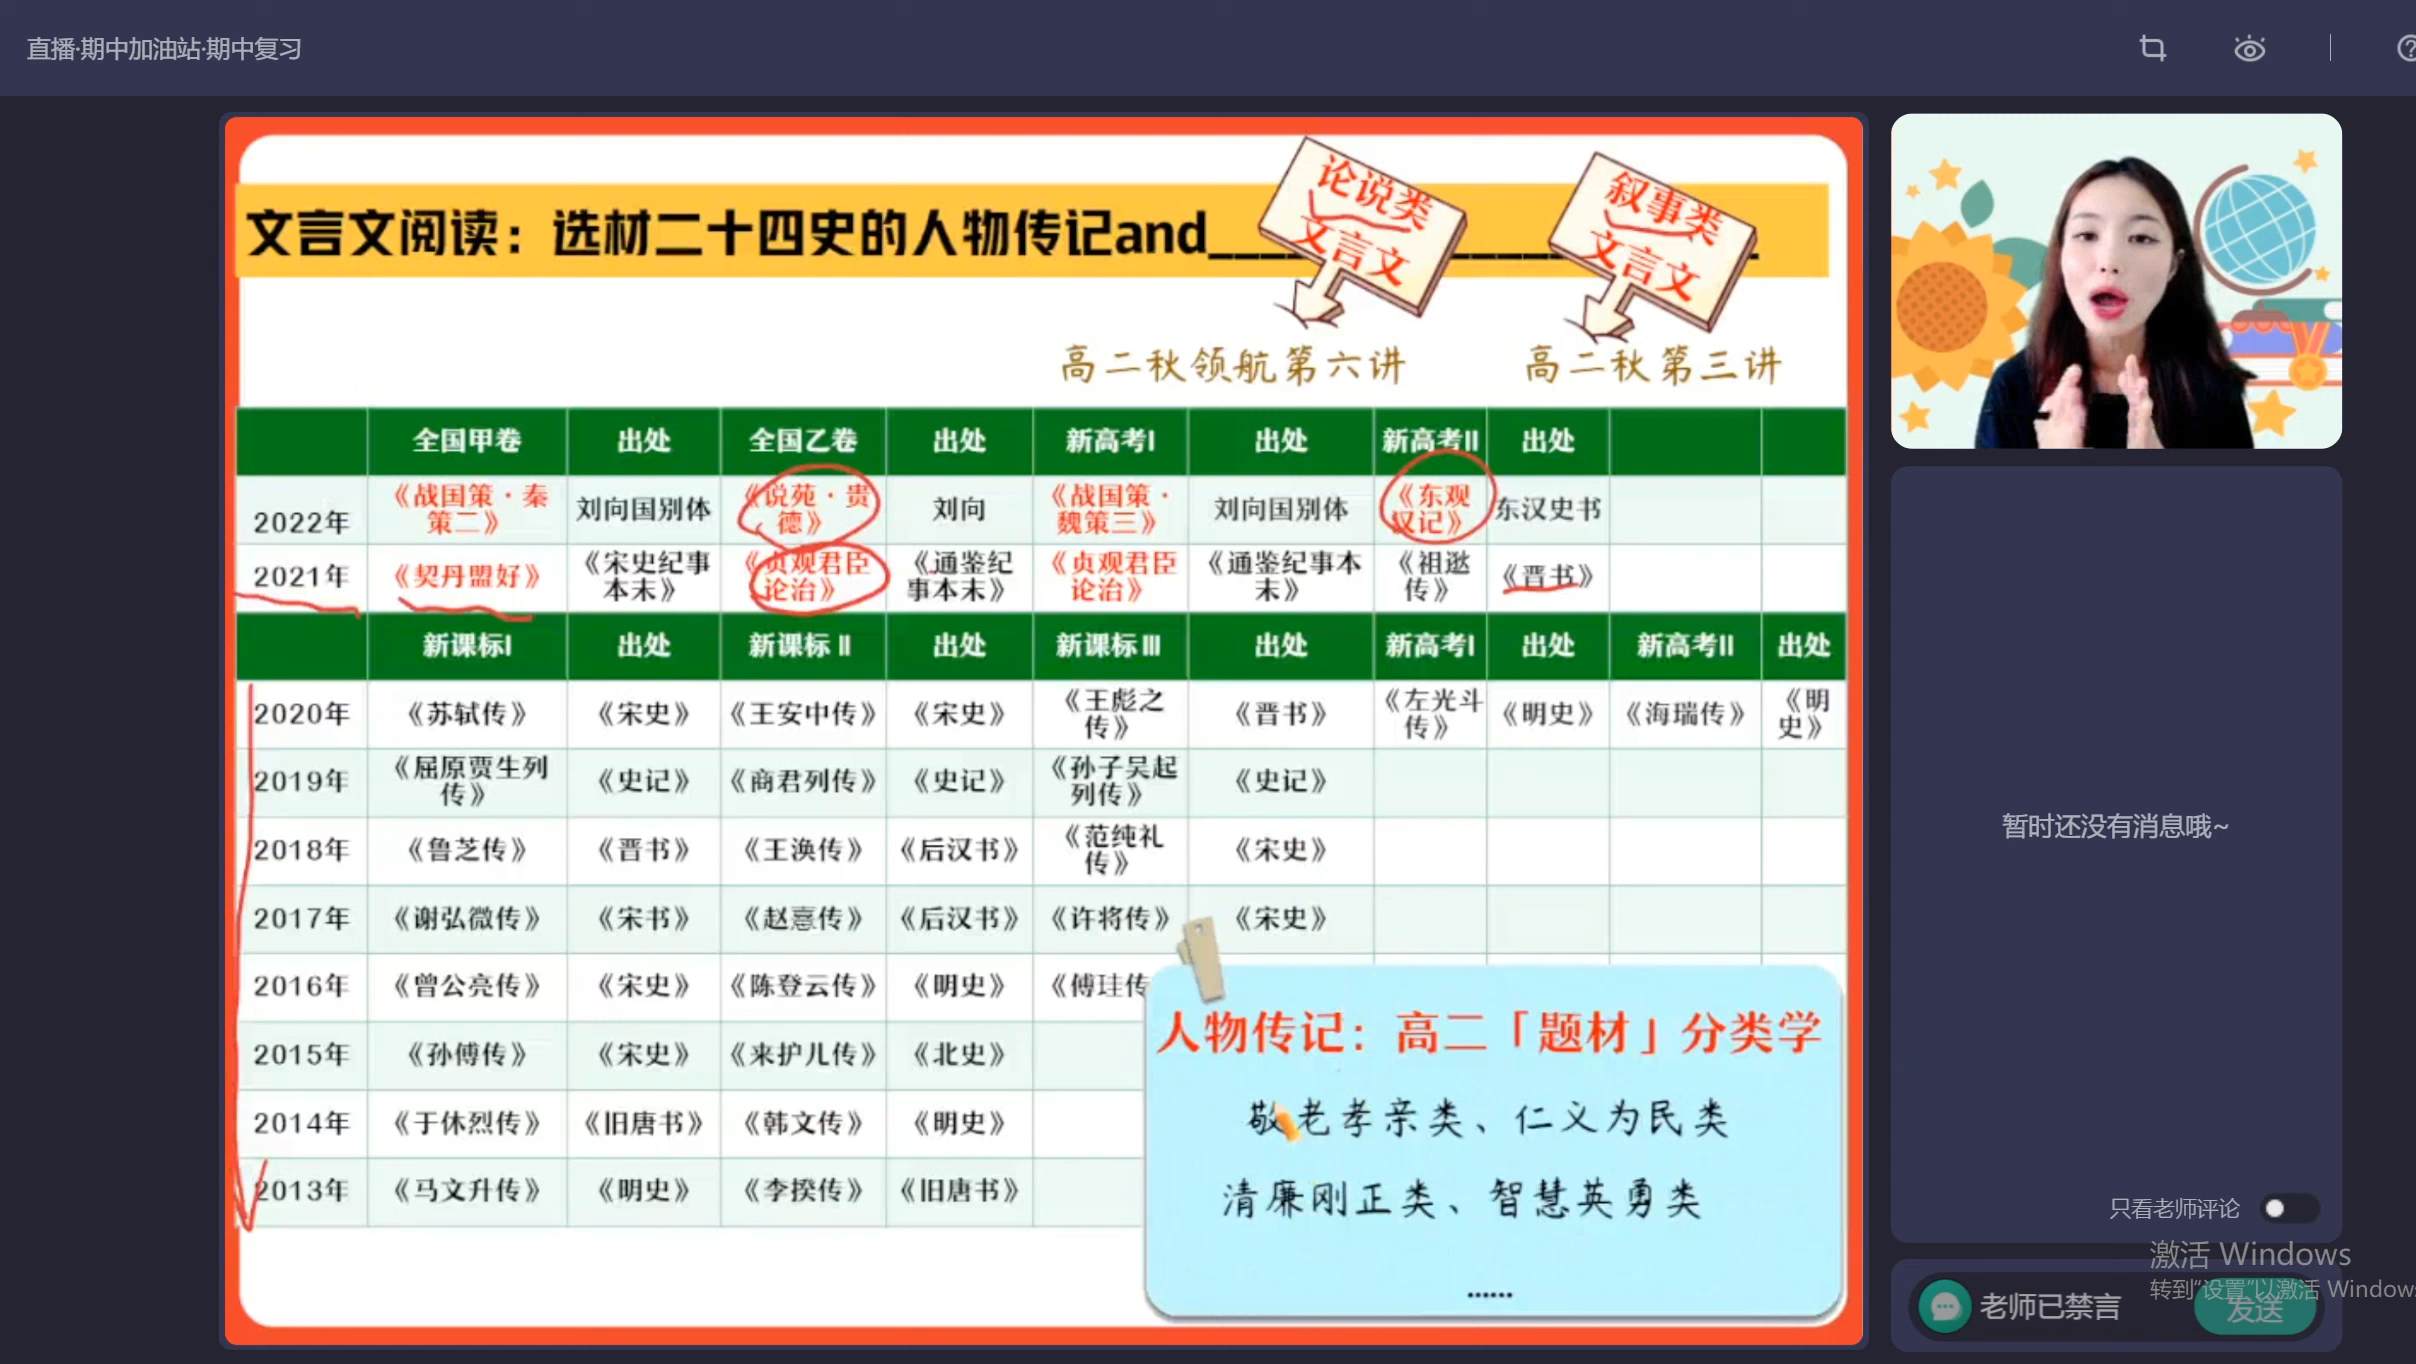 直播·期中加油站·期中复习
论说类
文言文
叙事类
文言文
文言文阅读：选材二十四史的人物传记and
高二秋领航第六讲 高二秋第三讲
全国甲卷 出处 全国乙卷 出处 新高考Ⅰ 出处 新高考Ⅱ 出处
2022年 《战国策·秦策二》 刘向国别体 《说苑·贵德》 刘向 《战国策·魏策三》 刘向国别体 《东观汉记》 东汉史书
2021年 《契丹盟好》 《宋史纪事本末》 《贞观君臣论治》 《通鉴纪事本末》 《贞观君臣论治》 《通鉴纪事本末》 《祖逖传》 《晋书》
新课标Ⅰ 出处 新课标Ⅱ 出处 新课标Ⅲ 出处 新高考Ⅰ 出处 新高考Ⅱ 出处
2020年 《苏轼传》 《宋史》 《王安中传》 《宋史》 《王彪之传》 《晋书》 《左光斗传》 《明史》 《海瑞传》 《明史》
2019年 《屈原贾生列传》 《史记》 《商君列传》 《史记》 《孙子吴起列传》 《史记》
2018年 《鲁芝传》 《晋书》 《王涣传》 《后汉书》 《范纯礼传》 《宋史》
2017年 《谢弘微传》 《宋书》 《赵憙传》 《后汉书》 《许将传》 《宋史》
2016年 《曾公亮传》 《宋史》 《陈登云传》 《明史》 《傅珪传
2015年 《孙傅传》 《宋史》 《来护儿传》 《北史》
2014年 《于休烈传》 《旧唐书》 《韩文传》 《明史》
2013年 《马文升传》 《明史》 《李揆传》 《旧唐书》
人物传记：高二「题材」分类学
敬老孝亲类、仁义为民类
清廉刚正类、智慧英勇类
······
暂时还没有消息哦~
只看老师评论
激活 Windows
转到"设置"以激活 Windows
老师已禁言
发送